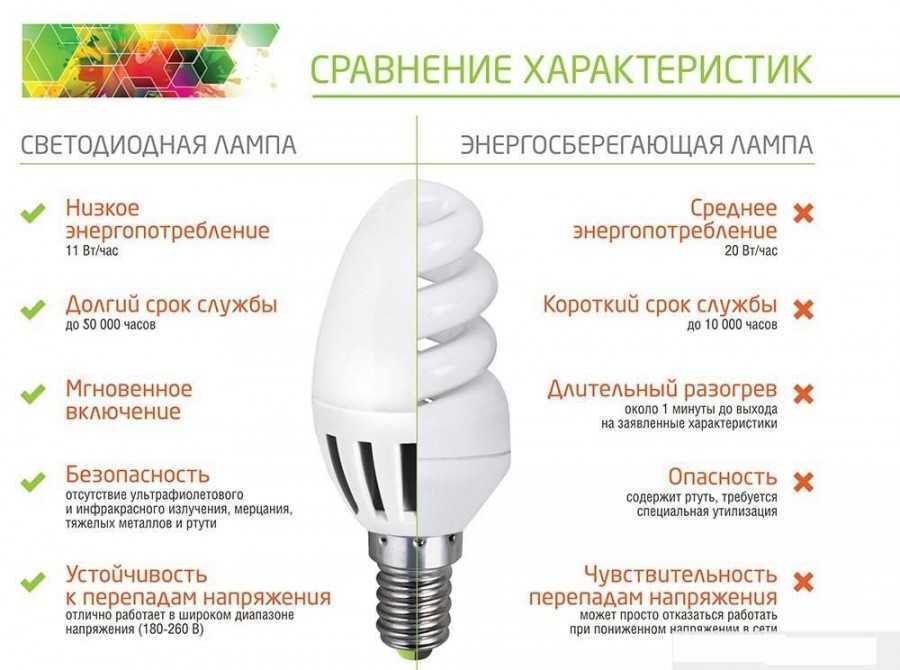 СРАВНЕНИЕ ХАРАКТЕРИСТИК
СВЕТОДИОДНАЯ ЛАМПА
Низкое
энергопотребление
11 Вт/час
Долгий срок службы
до 50 000 часов
Мгновенное
включение
Безопасность
отсутствие ультрафиолетового
и инфракрасного излучения, мерцания,
тяжелых металлов и ртути
Устойчивость
к перепадам напряжения
отлично работает в широком диапазоне
напряжения (180-260 В)
ЭНЕРГОСБЕРЕГАЮЩАЯ ЛАМПА
Среднее
энергопотребление
20 Вт/час
Короткий срок службы
до 10 000 часов
Длительный разогрев
около 1 минуты до выхода
на заявленные характеристики
Опасность
содержит ртуть, требуется
специальная утилизация
Чувствительность
перепадам напряжения
может просто отказаться работать
при пониженном напряжении в сети